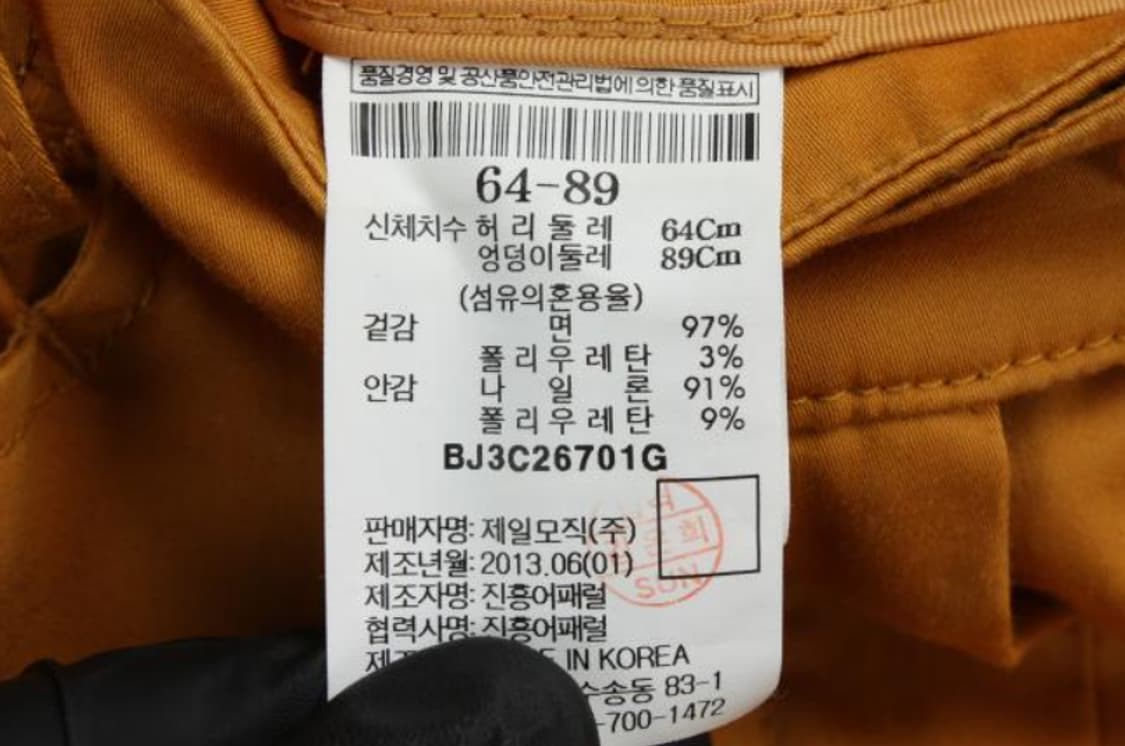 품질경영 및 공산품안전관리법에 의한 품질표시
64-89
신체치수 허리둘레 64Cm
엉덩이둘레 89Cm
(섬유의혼용율)
겉감 면 97%
폴리우레탄 3%
안감 나일론 91%
폴리우레탄 9%
BJ3C26701G
판매자명: 제일모직(주)
제조년월: 2013.06(01)
희
SUN
제조자명: 진흥어패럴
협력사명: 진흥어패럴
IN KOREA
수송동 83-1
-700-1472